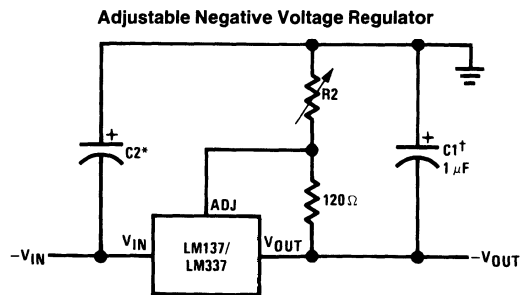 Adjustable Negative Voltage Regulator
R2
+
C2*
+
C1†
1 μF
ADJ
120Ω
−VIN
VIN
LM137/
LM337
VOUT
−VOUT